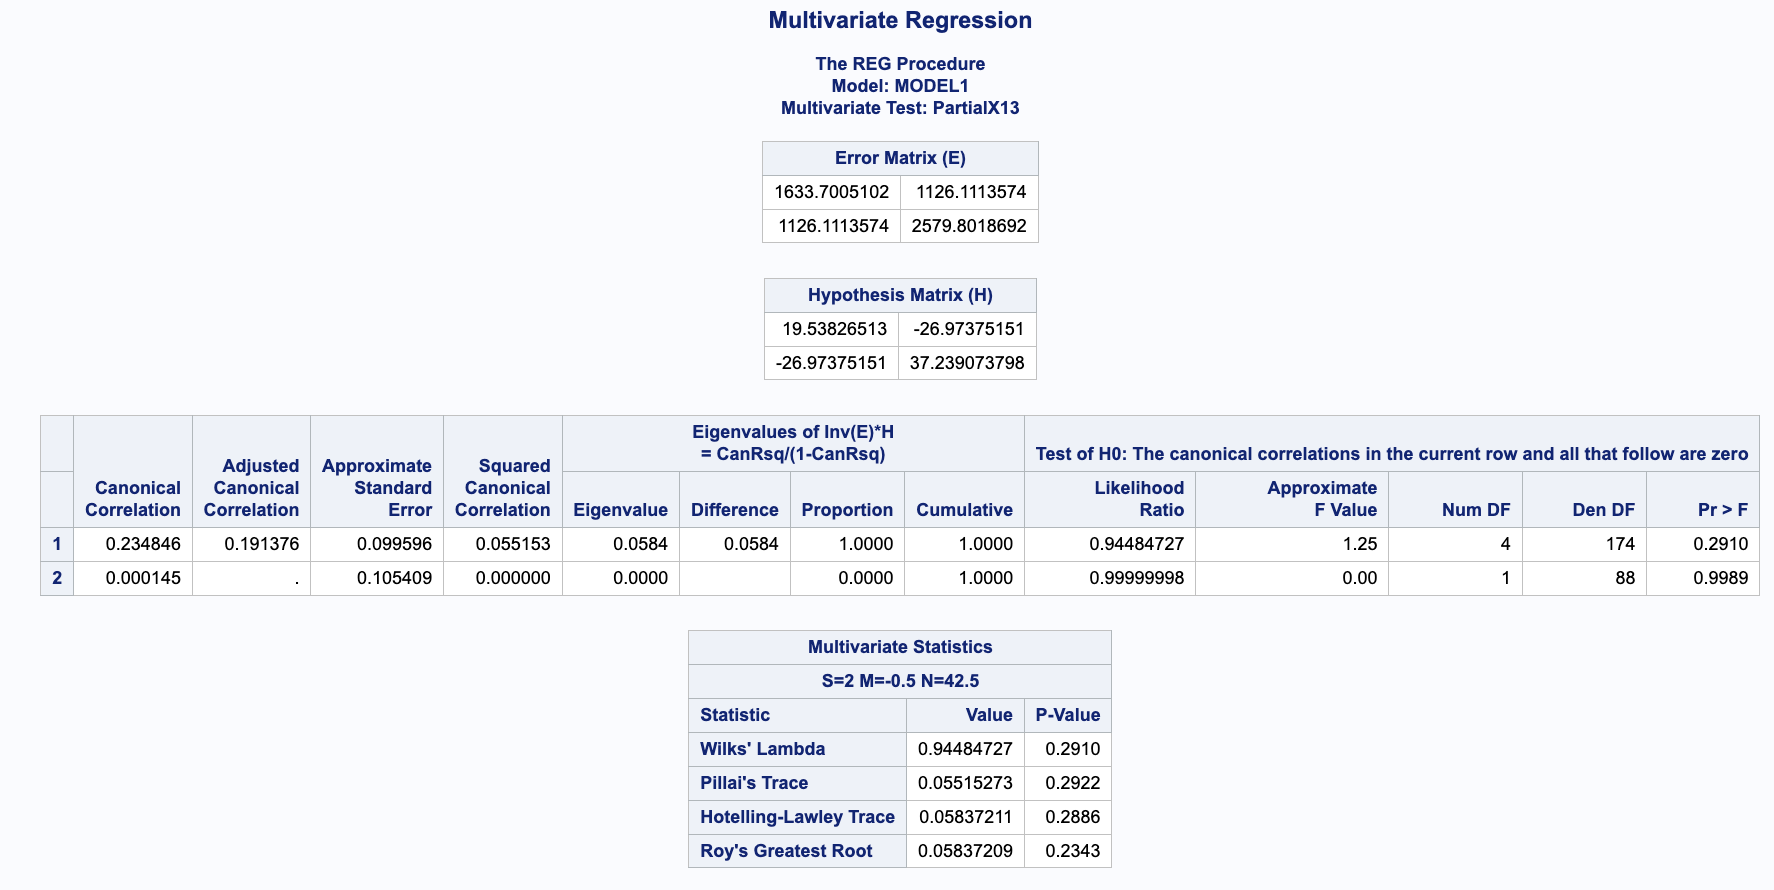 Multivariate Regression
The REG Procedure
Model: MODEL1
Multivariate Test: PartialX13
Error Matrix (E)
1633.7005102 1126.1113574
1126.1113574 2579.8018692
Hypothesis Matrix (H)
19.53826513 -26.97375151
-26.97375151 37.239073798
Canonical Correlation Adjusted Canonical Correlation Approximate Standard Error Squared Canonical Correlation Eigenvalues of Inv(E)*H = CanRsq/(1-CanRsq) Test of H0: The canonical correlations in the current row and all that follow are zero
Eigenvalue Difference Proportion Cumulative Likelihood Ratio Approximate F Value Num DF Den DF Pr > F
1 0.234846 0.191376 0.099596 0.055153 0.0584 0.0584 1.0000 1.0000 0.94484727 1.25 4 174 0.2910
2 0.000145 . 0.105409 0.000000 0.0000 0.0000 1.0000 0.99999998 0.00 1 88 0.9989
Multivariate Statistics
S=2 M=-0.5 N=42.5
Statistic Value P-Value
Wilks' Lambda 0.94484727 0.2910
Pillai's Trace 0.05515273 0.2922
Hotelling-Lawley Trace 0.05837211 0.2886
Roy's Greatest Root 0.05837209 0.2343